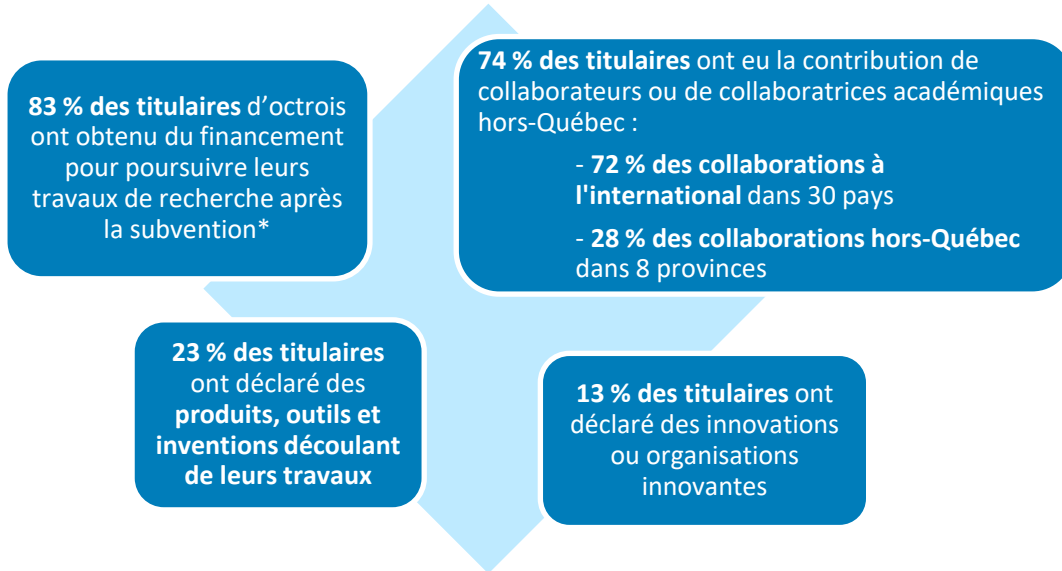 83 % des titulaires d’octrois
ont obtenu du financement
pour poursuivre leurs
travaux de recherche après
la subvention*
74 % des titulaires ont eu la contribution de
collaborateurs ou de collaboratrices académiques
hors-Québec :
- 72 % des collaborations à
l'international dans 30 pays
- 28 % des collaborations hors-Québec
dans 8 provinces
23 % des titulaires
ont déclaré des
produits, outils et
inventions découlant
de leurs travaux
13 % des titulaires ont
déclaré des innovations
ou organisations
innovantes